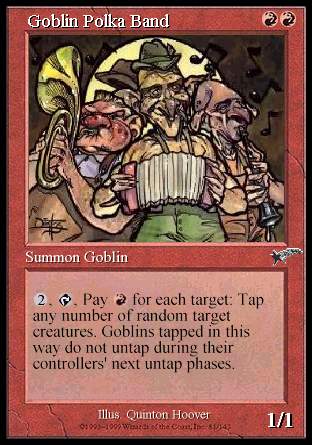 Goblin Polka Band
Summon Goblin
2, Pay for each target: Tap
any number of random target
creatures. Goblins tapped in this
way do not untap during their
controllers' next untap phases.
Illus. Quinton Hoover
1/1